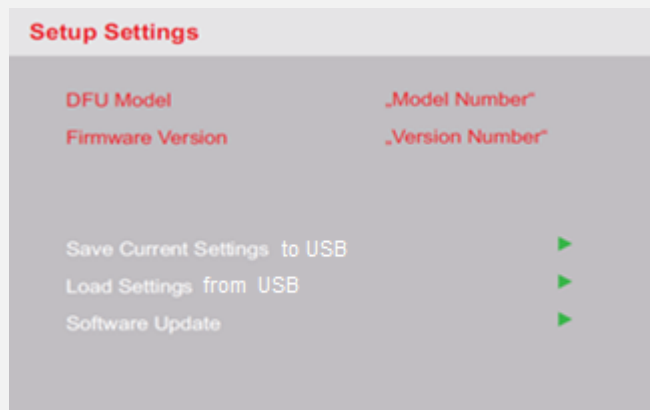 Setup Settings
DFU Model „Model Number“
Firmware Version „Version Number“
Save Current Settings to USB
Load Settings from USB
Software Update